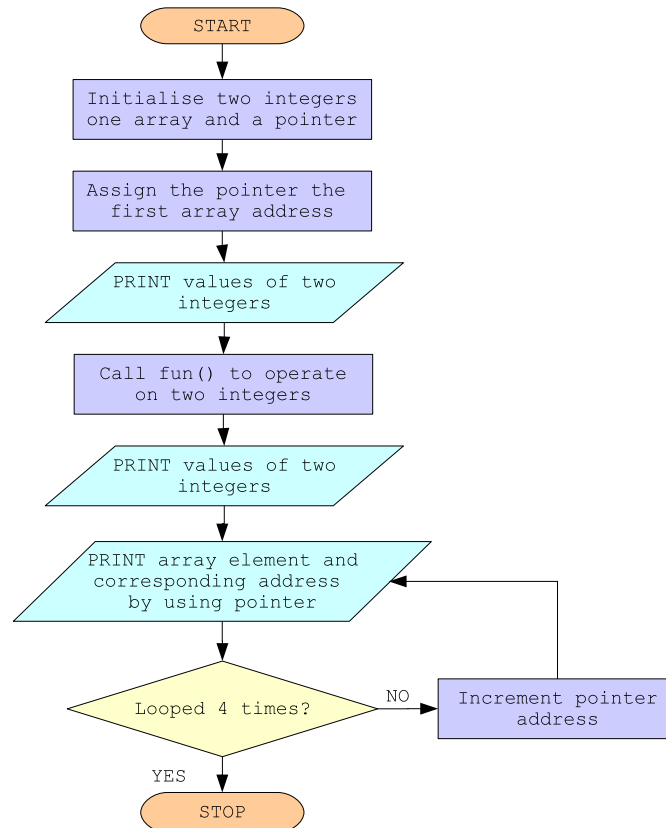 START
Initialise two integers
one array and a pointer
Assign the pointer the
first array address
PRINT values of two
integers
Call fun() to operate
on two integers
PRINT values of two
integers
PRINT array element and
corresponding address
by using pointer
Looped 4 times?
NO
Increment pointer
address
YES
STOP